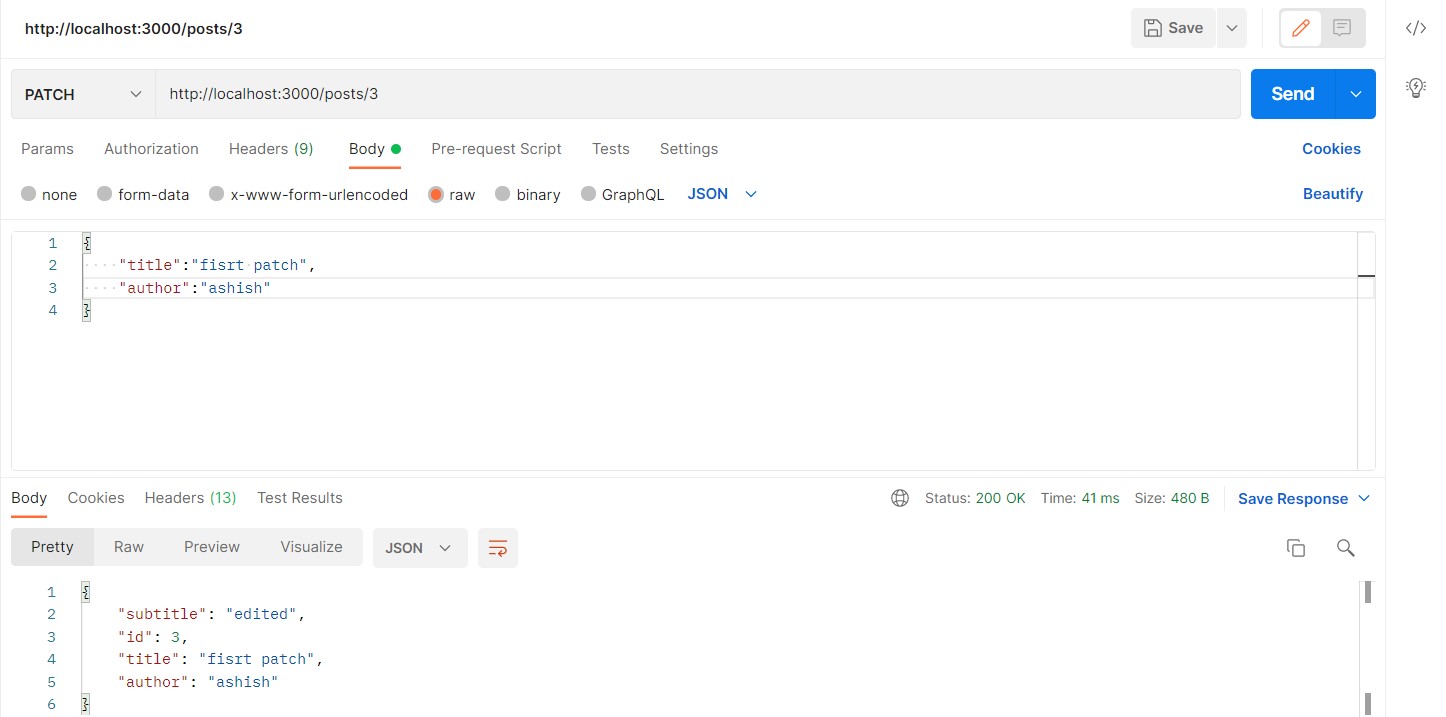 http://localhost:3000/posts/3 Save
PATCH http://localhost:3000/posts/3 Send
Params Authorization Headers (9) Body Pre-request Script Tests Settings Cookies
none form-data x-www-form-urlencoded raw binary GraphQL JSON Beautify
1 {
2 "title":"fisrt patch",
3 "author":"ashish"
4 }
Body Cookies Headers (13) Test Results Status: 200 OK Time: 41 ms Size: 480 B Save Response
Pretty Raw Preview Visualize JSON
1 {
2 "subtitle": "edited",
3 "id": 3,
4 "title": "fisrt patch",
5 "author": "ashish"
6 }